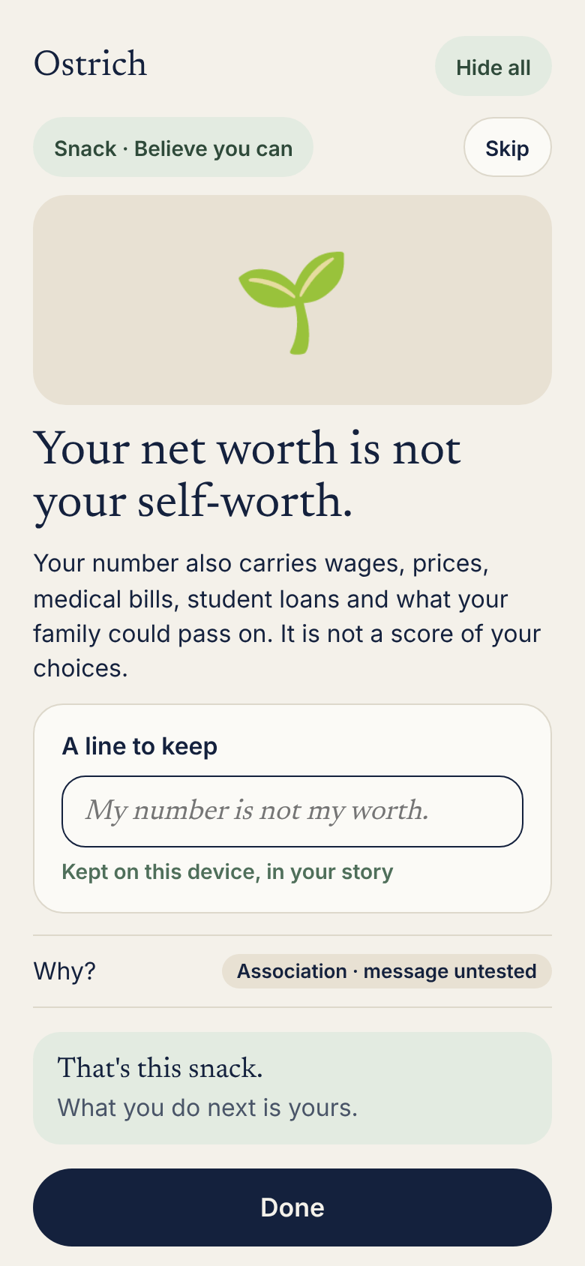 Ostrich
Hide all
Snack · Believe you can
Skip
Your net worth is not
your self-worth.
Your number also carries wages, prices,
medical bills, student loans and what your
family could pass on. It is not a score of your
choices.
A line to keep
My number is not my worth.
Kept on this device, in your story
Why?
Association · message untested
That's this snack.
What you do next is yours.
Done